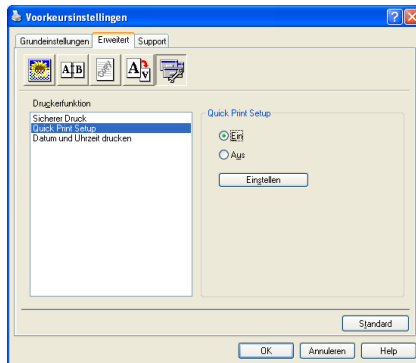 Voorkeursinstellingen
Grundeinstellungen Erweitert Support
A B
A v
Druckerfunktion
Sicherer Druck
Quick Print Setup
Datum und Uhrzeit drucken
Quick Print Setup
Ein
Aus
Einstellen
Standard
OK Annuleren Help